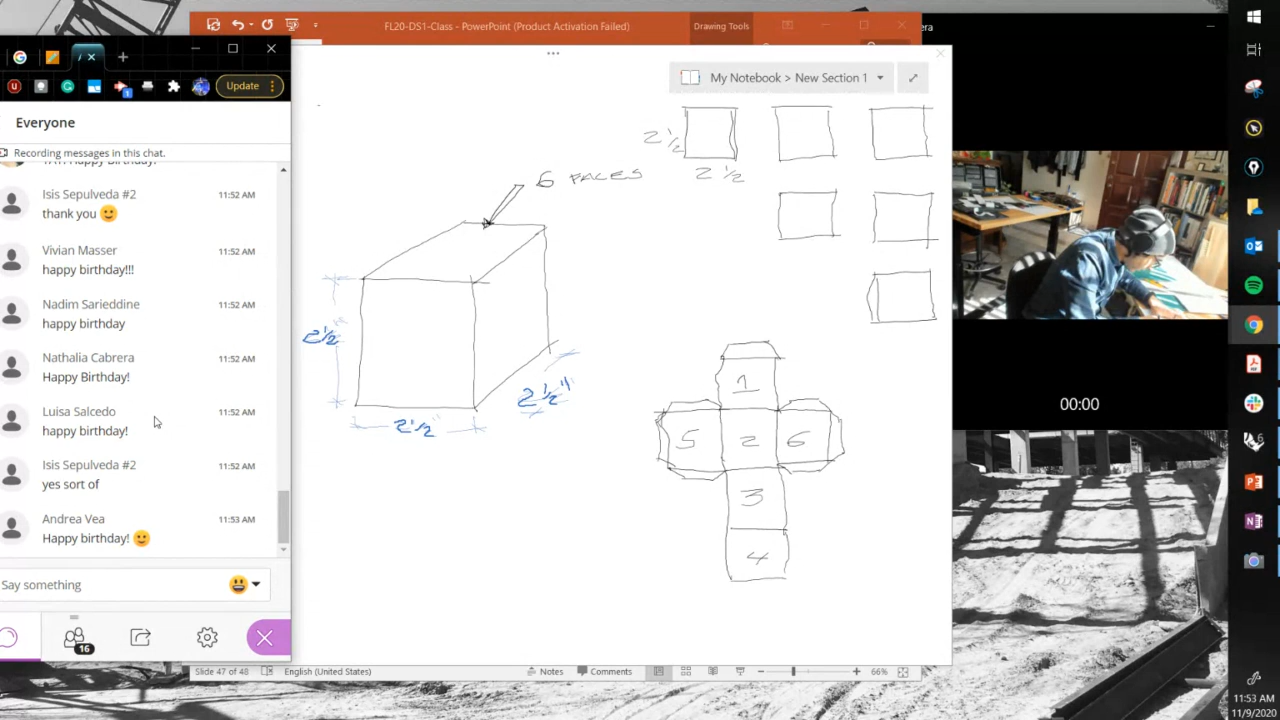 FL20-DS1-Class - PowerPoint (Product Activation Failed)
Drawing Tools
Update
Everyone
Recording messages in this chat.
Isis Sepulveda #2
11:52 AM
thank you
Vivian Masser
11:52 AM
happy birthday!!!
Nadim Sarieddine
11:52 AM
happy birthday
Nathalia Cabrera
11:52 AM
Happy Birthday!
Luisa Salcedo
11:52 AM
happy birthday!
Isis Sepulveda #2
11:52 AM
yes sort of
Andrea Vea
11:53 AM
Happy birthday!
Say something
16
My Notebook > New Section 1
2 1/2
2 1/2
6 FACES
2 1/2
2 1/2"
2 1/2"
1
5 2 6
3
4
00:00
Slide 47 of 48
English (United States)
Notes
Comments
66%
11:53 AM
11/9/2020